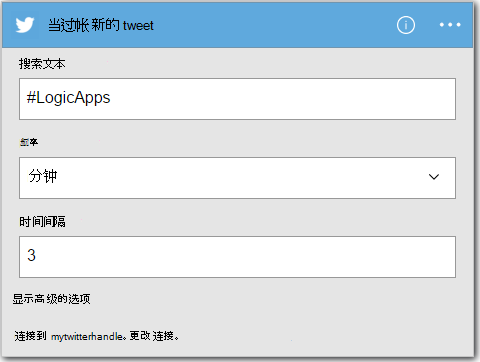 当过帐新的 tweet
搜索文本
#LogicApps
频率
分钟
时间间隔
3
显示高级的选项
连接到 mytwitterhandle。更改连接。